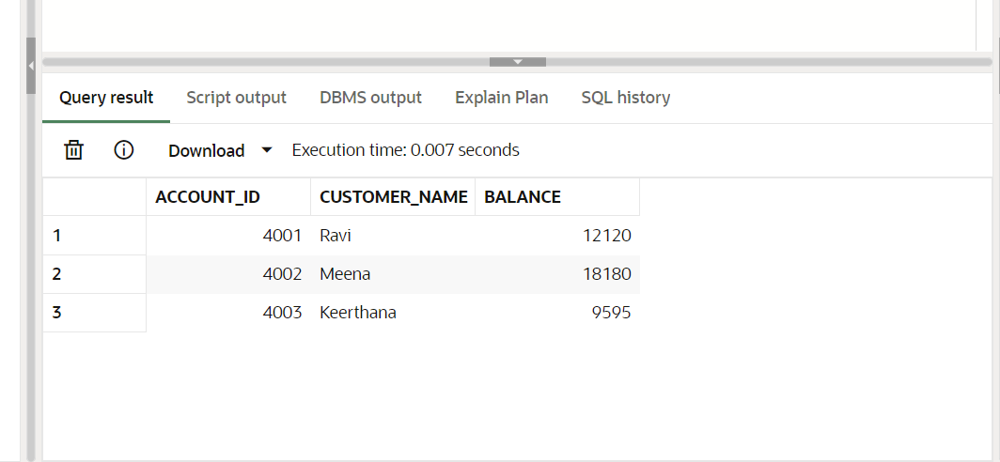 Query result Script output DBMS output Explain Plan SQL history
Download Execution time: 0.007 seconds
ACCOUNT_ID CUSTOMER_NAME BALANCE
1 4001 Ravi 12120
2 4002 Meena 18180
3 4003 Keerthana 9595